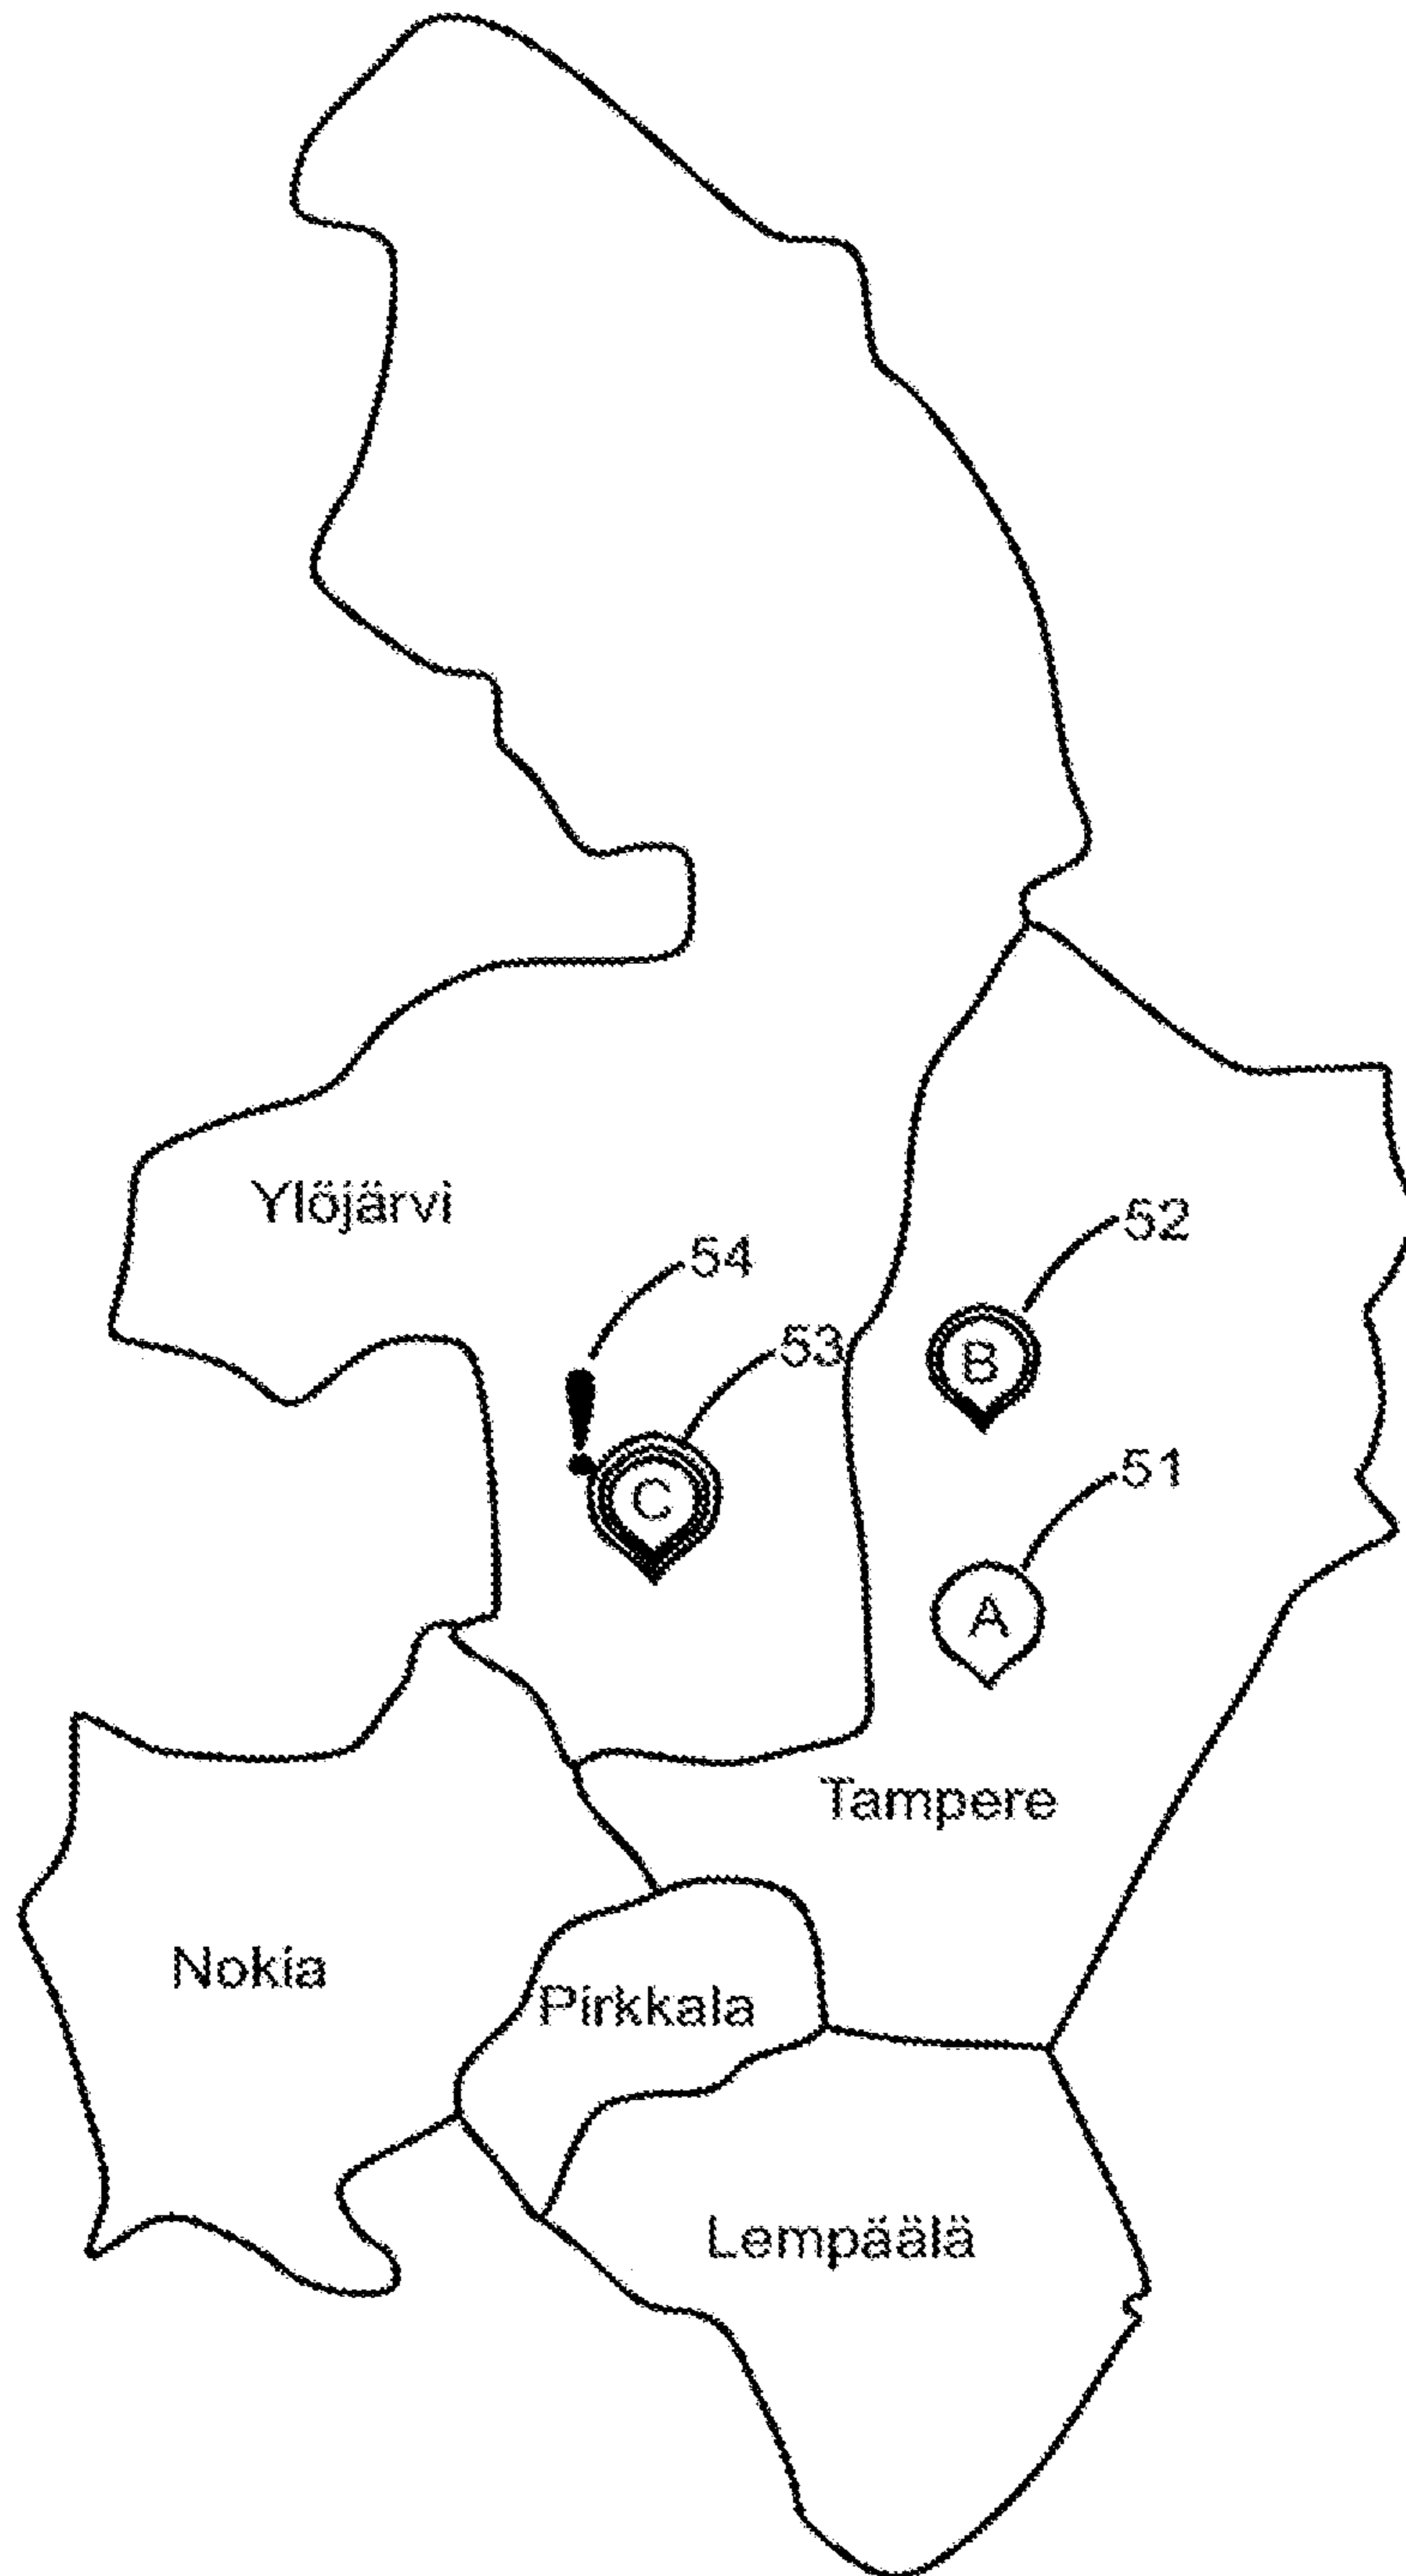 Ylöjärvi
52
54
53
B
51
C
A
Tampere
Nokia
Pirkkala
Lempäälä